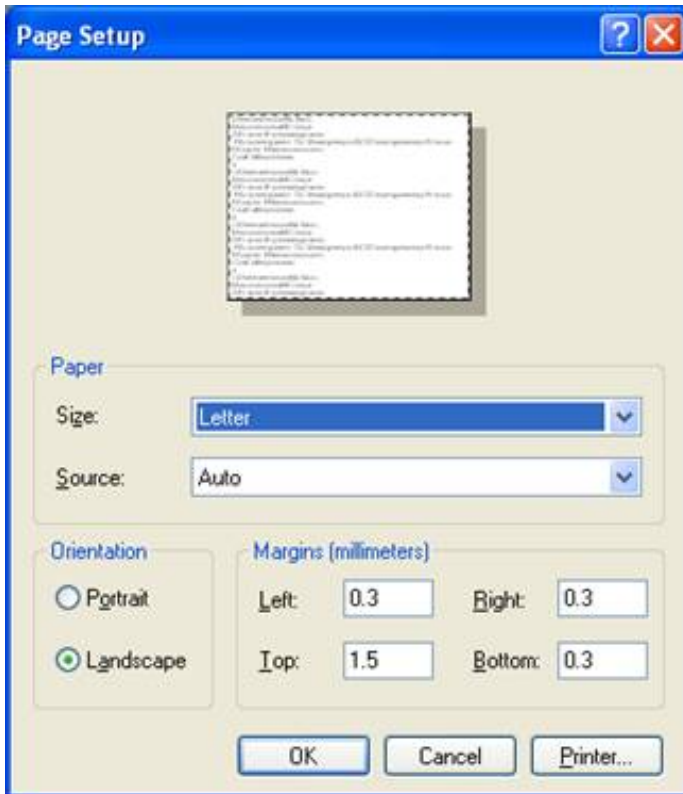 Page Setup
Paper
Size: Letter
Source: Auto
Orientation
Margins (millimeters)
Portrait
Left: 0.3 Right: 0.3
Landscape
Top: 1.5 Bottom: 0.3
OK Cancel Printer...